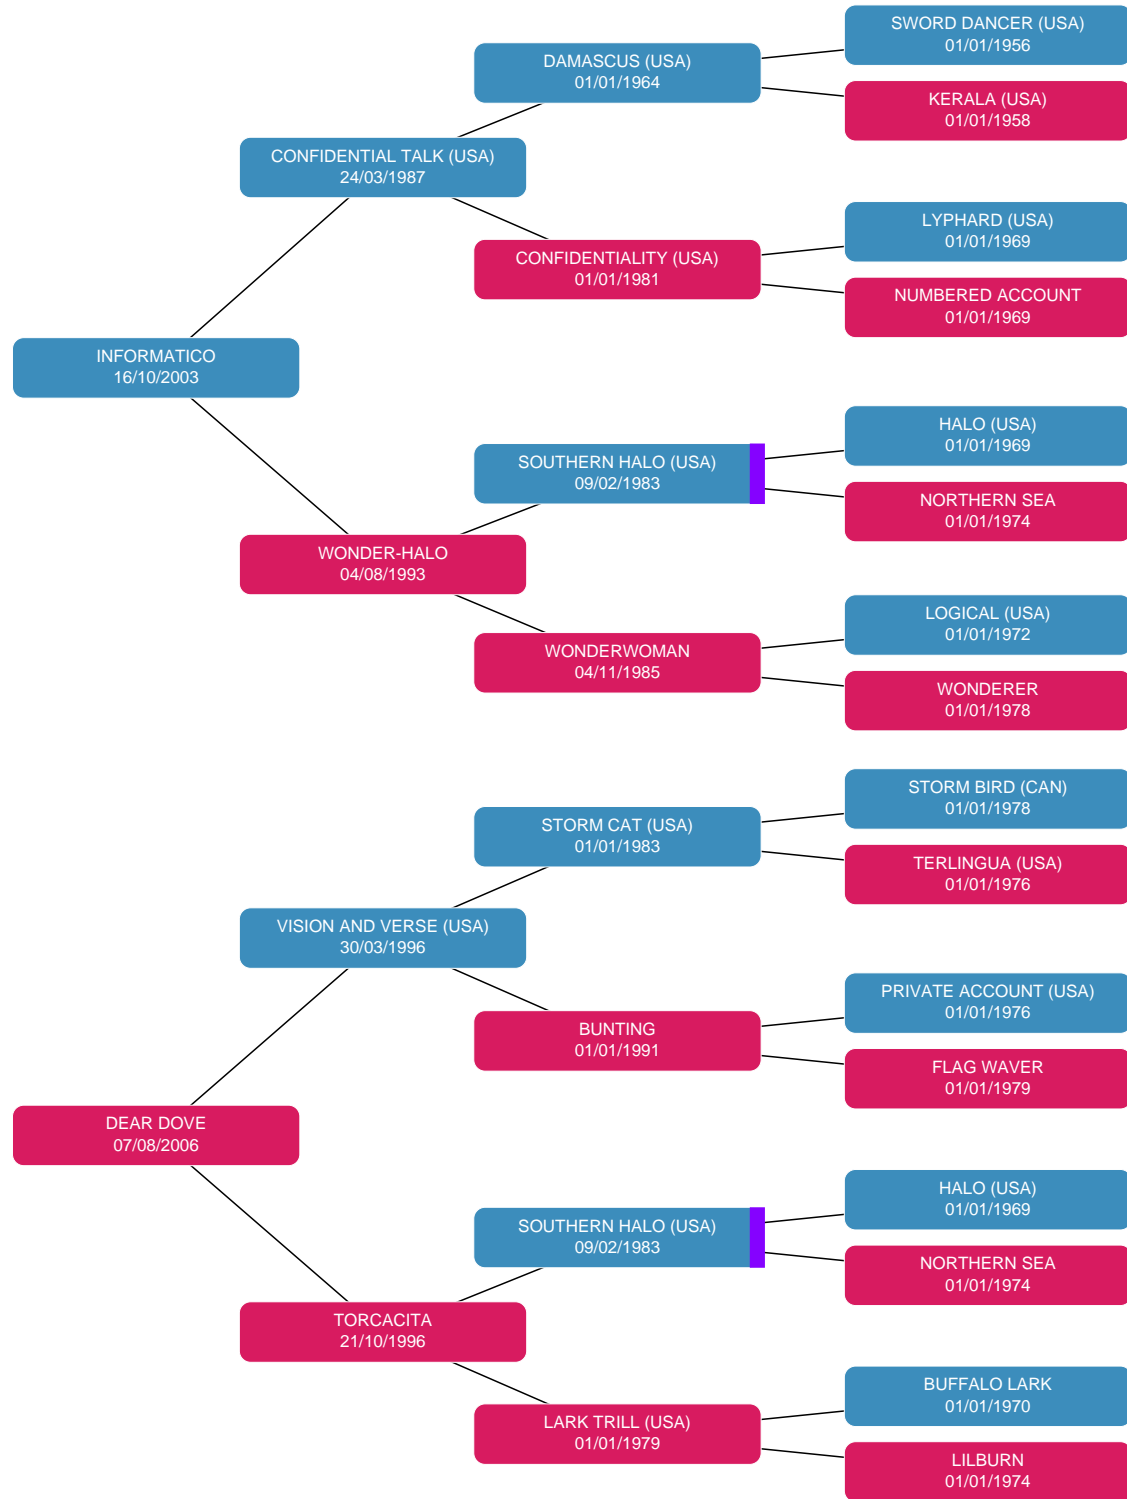 SWORD DANCER (USA)
01/01/1956
DAMASCUS (USA)
01/01/1964
KERALA (USA)
01/01/1958
CONFIDENTIAL TALK (USA)
24/03/1987
LYPHARD (USA)
01/01/1969
CONFIDENTIALITY (USA)
01/01/1981
NUMBERED ACCOUNT
01/01/1969
INFORMATICO
16/10/2003
HALO (USA)
01/01/1969
SOUTHERN HALO (USA)
09/02/1983
NORTHERN SEA
01/01/1974
WONDER-HALO
04/08/1993
LOGICAL (USA)
01/01/1972
WONDERWOMAN
04/11/1985
WONDERER
01/01/1978
STORM BIRD (CAN)
01/01/1978
STORM CAT (USA)
01/01/1983
TERLINGUA (USA)
01/01/1976
VISION AND VERSE (USA)
30/03/1996
PRIVATE ACCOUNT (USA)
01/01/1976
BUNTING
01/01/1991
FLAG WAVER
01/01/1979
DEAR DOVE
07/08/2006
HALO (USA)
01/01/1969
SOUTHERN HALO (USA)
09/02/1983
NORTHERN SEA
01/01/1974
TORCACITA
21/10/1996
BUFFALO LARK
01/01/1970
LARK TRILL (USA)
01/01/1979
LILBURN
01/01/1974